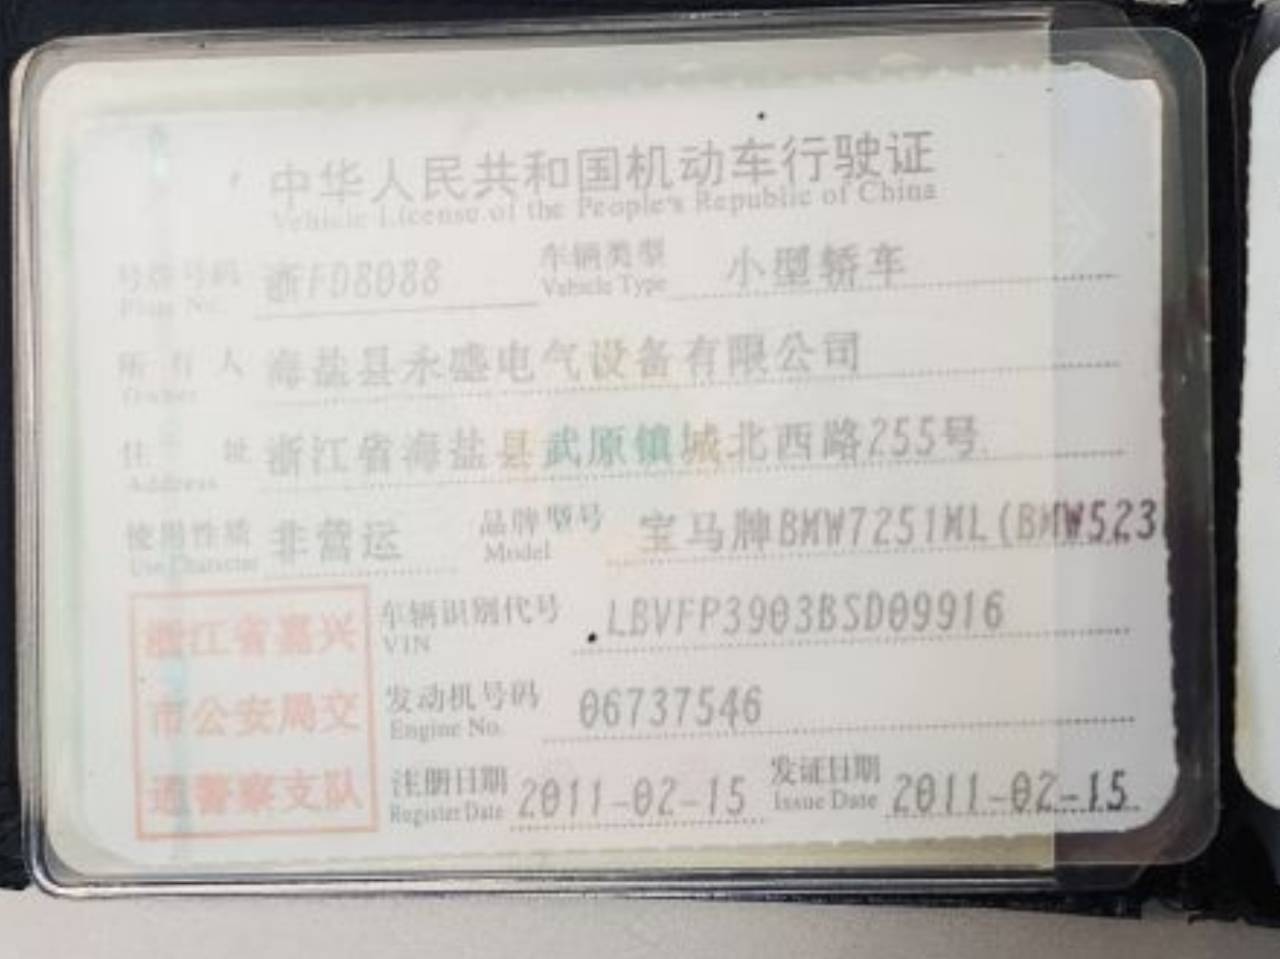 中华人民共和国机动车行驶证
Vehicle License of the People's Republic of China
号牌号码 浙FD8088 车辆类型 小型轿车
Plate No. Vehicle Type
所有人 海盐县永盛电气设备有限公司
Owner
住址 浙江省海盐县武原镇城北西路255号
Address
使用性质 非营运 品牌型号 宝马牌BMW7251ML(BMW523
Use Character Model
浙江省嘉兴
市公安局交
通警察支队
车辆识别代号 LBVFP3903BSD09916
VIN
发动机号码 06737546
Engine No.
注册日期 2011-02-15 发证日期 2011-02-15
Register Date Issue Date